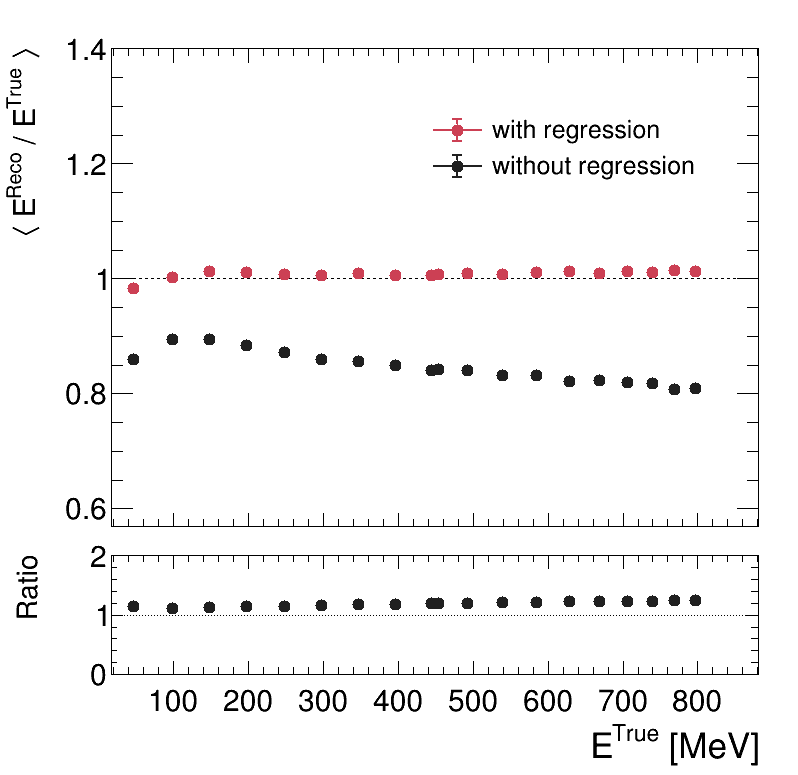 ⟨ E^Reco / E^True ⟩
1.4
1.2
1
0.8
0.6
with regression
without regression
Ratio
2
1
0
100 200 300 400 500 600 700 800
E^True [MeV]